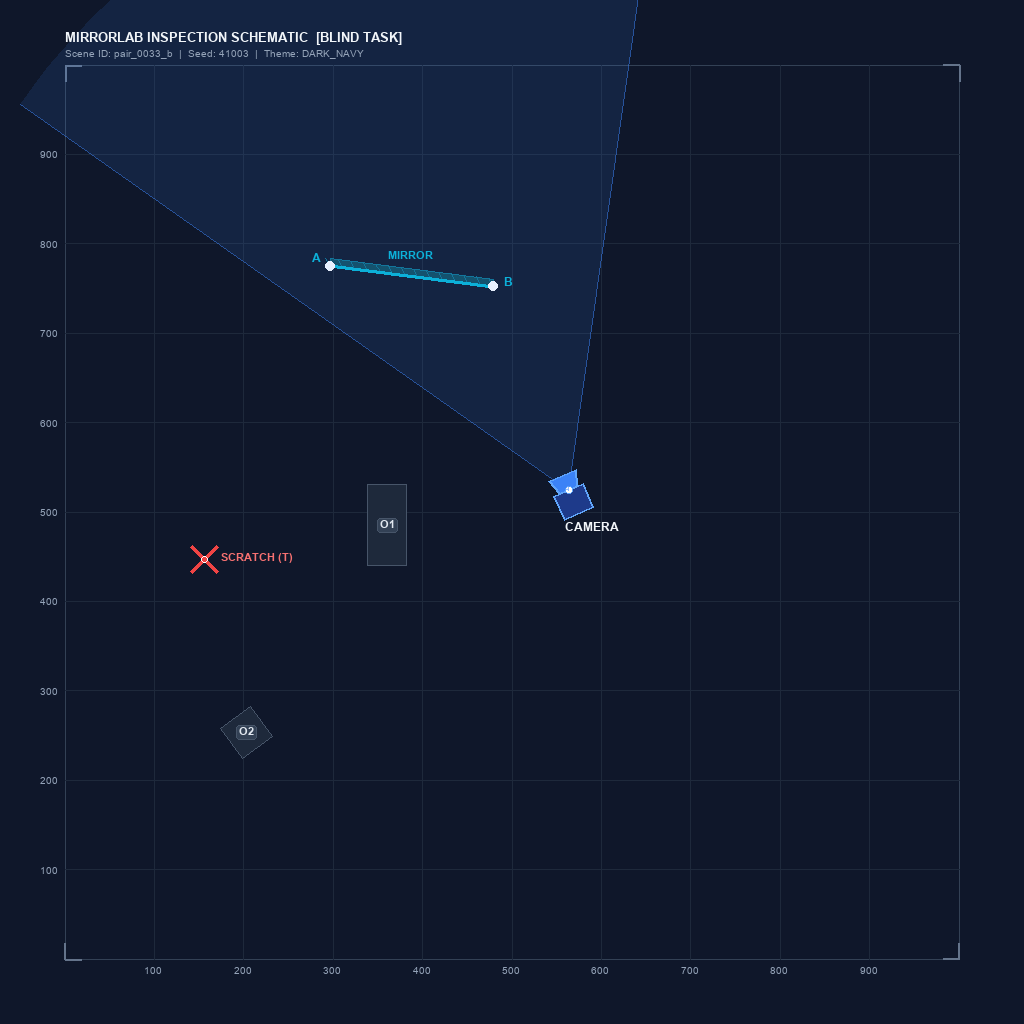 MIRRORLAB INSPECTION SCHEMATIC [BLIND TASK]
Scene ID: pair_0033_b | Seed: 41003 | Theme: DARK_NAVY
900
800
700
600
500
400
300
200
100
A
MIRROR
B
CAMERA
O1
SCRATCH (T)
O2
100 200 300 400 500 600 700 800 900